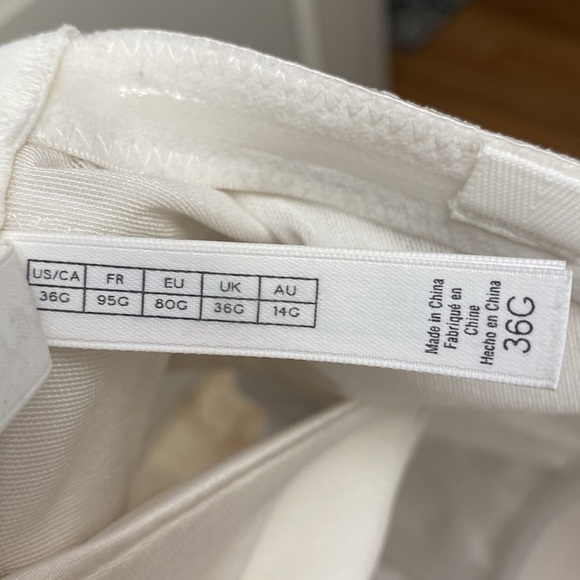 US/CA FR EU UK AU
36G 95G 80G 36G 14G
Made in China
Fabriqué en
Chine
Hecho en China
36G